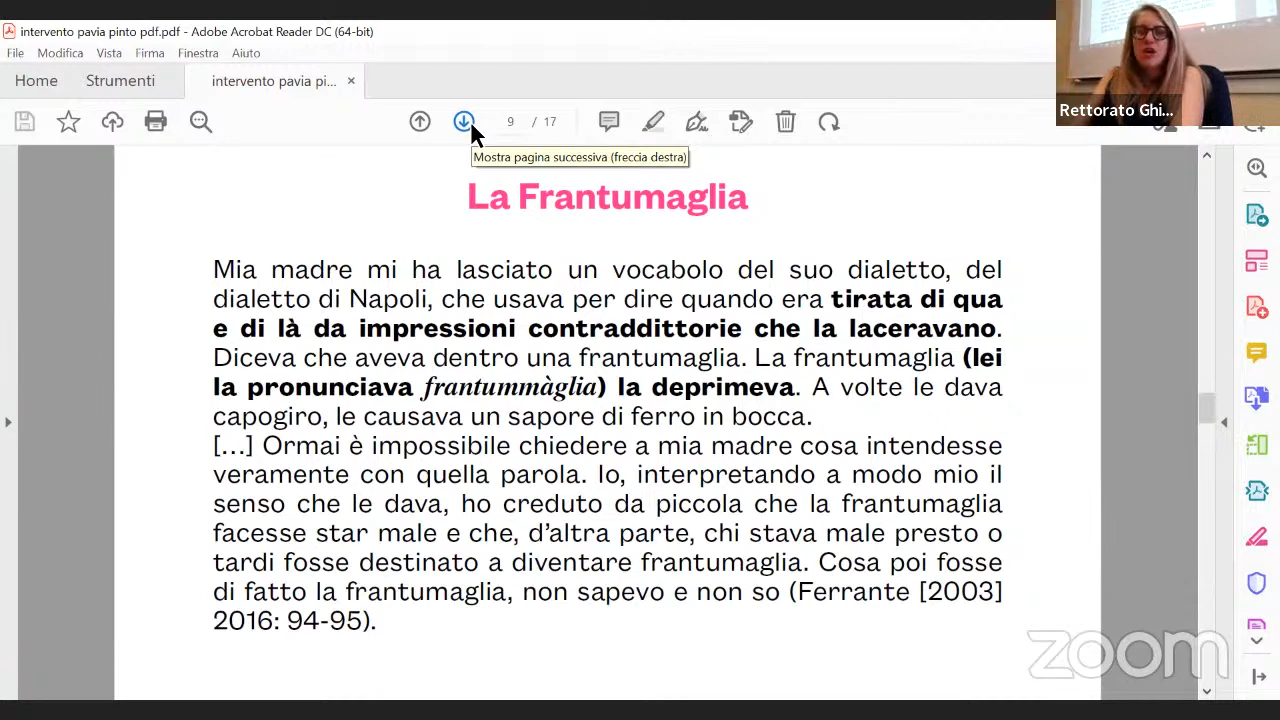 intervento pavia pinto pdf.pdf - Adobe Acrobat Reader DC (64-bit)
File Modifica Vista Firma Finestra Aiuto
Home Strumenti intervento pavia pi... ×
9 / 17
Mostra pagina successiva (freccia destra)
Rettorato Ghi...
La Frantumaglia
Mia madre mi ha lasciato un vocabolo del suo dialetto, del
dialetto di Napoli, che usava per dire quando era tirata di qua
e di là da impressioni contraddittorie che la laceravano.
Diceva che aveva dentro una frantumaglia. La frantumaglia (lei
la pronunciava frantummàglia) la deprimeva. A volte le dava
capogiro, le causava un sapore di ferro in bocca.
[…] Ormai è impossibile chiedere a mia madre cosa intendesse
veramente con quella parola. Io, interpretando a modo mio il
senso che le dava, ho creduto da piccola che la frantumaglia
facesse star male e che, d’altra parte, chi stava male presto o
tardi fosse destinato a diventare frantumaglia. Cosa poi fosse
di fatto la frantumaglia, non sapevo e non so (Ferrante [2003]
2016: 94-95).
zoom